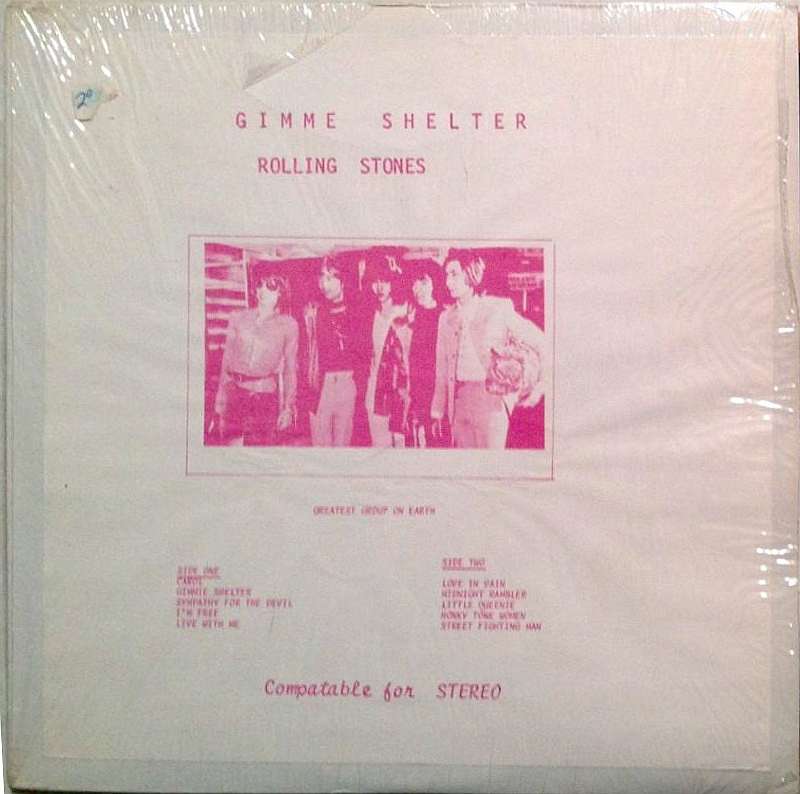 20
GIMME SHELTER
ROLLING STONES
GREATEST GROUP ON EARTH
SIDE ONE
CAROL
GIMMIE SHELTER
SYMPATHY FOR THE DEVIL
I'M FREE
LIVE WITH ME
SIDE TWO
LOVE IN VAIN
MIDNIGHT RAMBLER
LITTLE QUEENIE
HONKY TONK WOMEN
STREET FIGHTING MAN
Compatable for STEREO